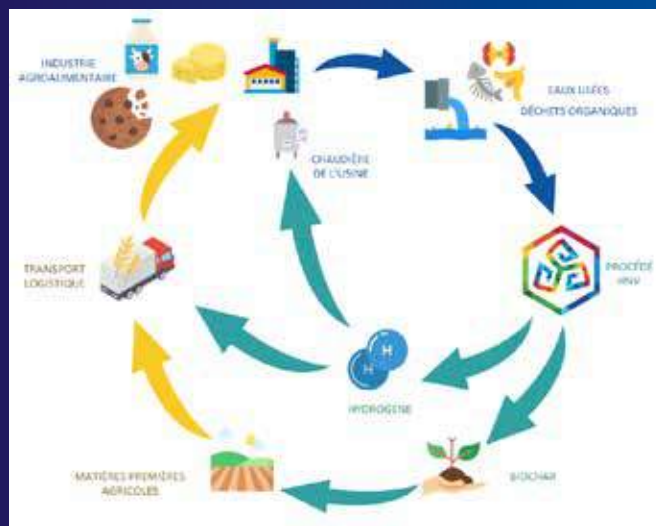 INDUSTRIE
AGROALIMENTAIRE
EAUX USÉES
DÉCHETS ORGANIQUES
CHAUDIÈRE
DE L'USINE
TRANSPORT
LOGISTIQUE
PROCÉDÉ
H
H
HYDROGÈNE
MATIÈRES PREMIÈRES
AGRICOLES
BIOCHAR